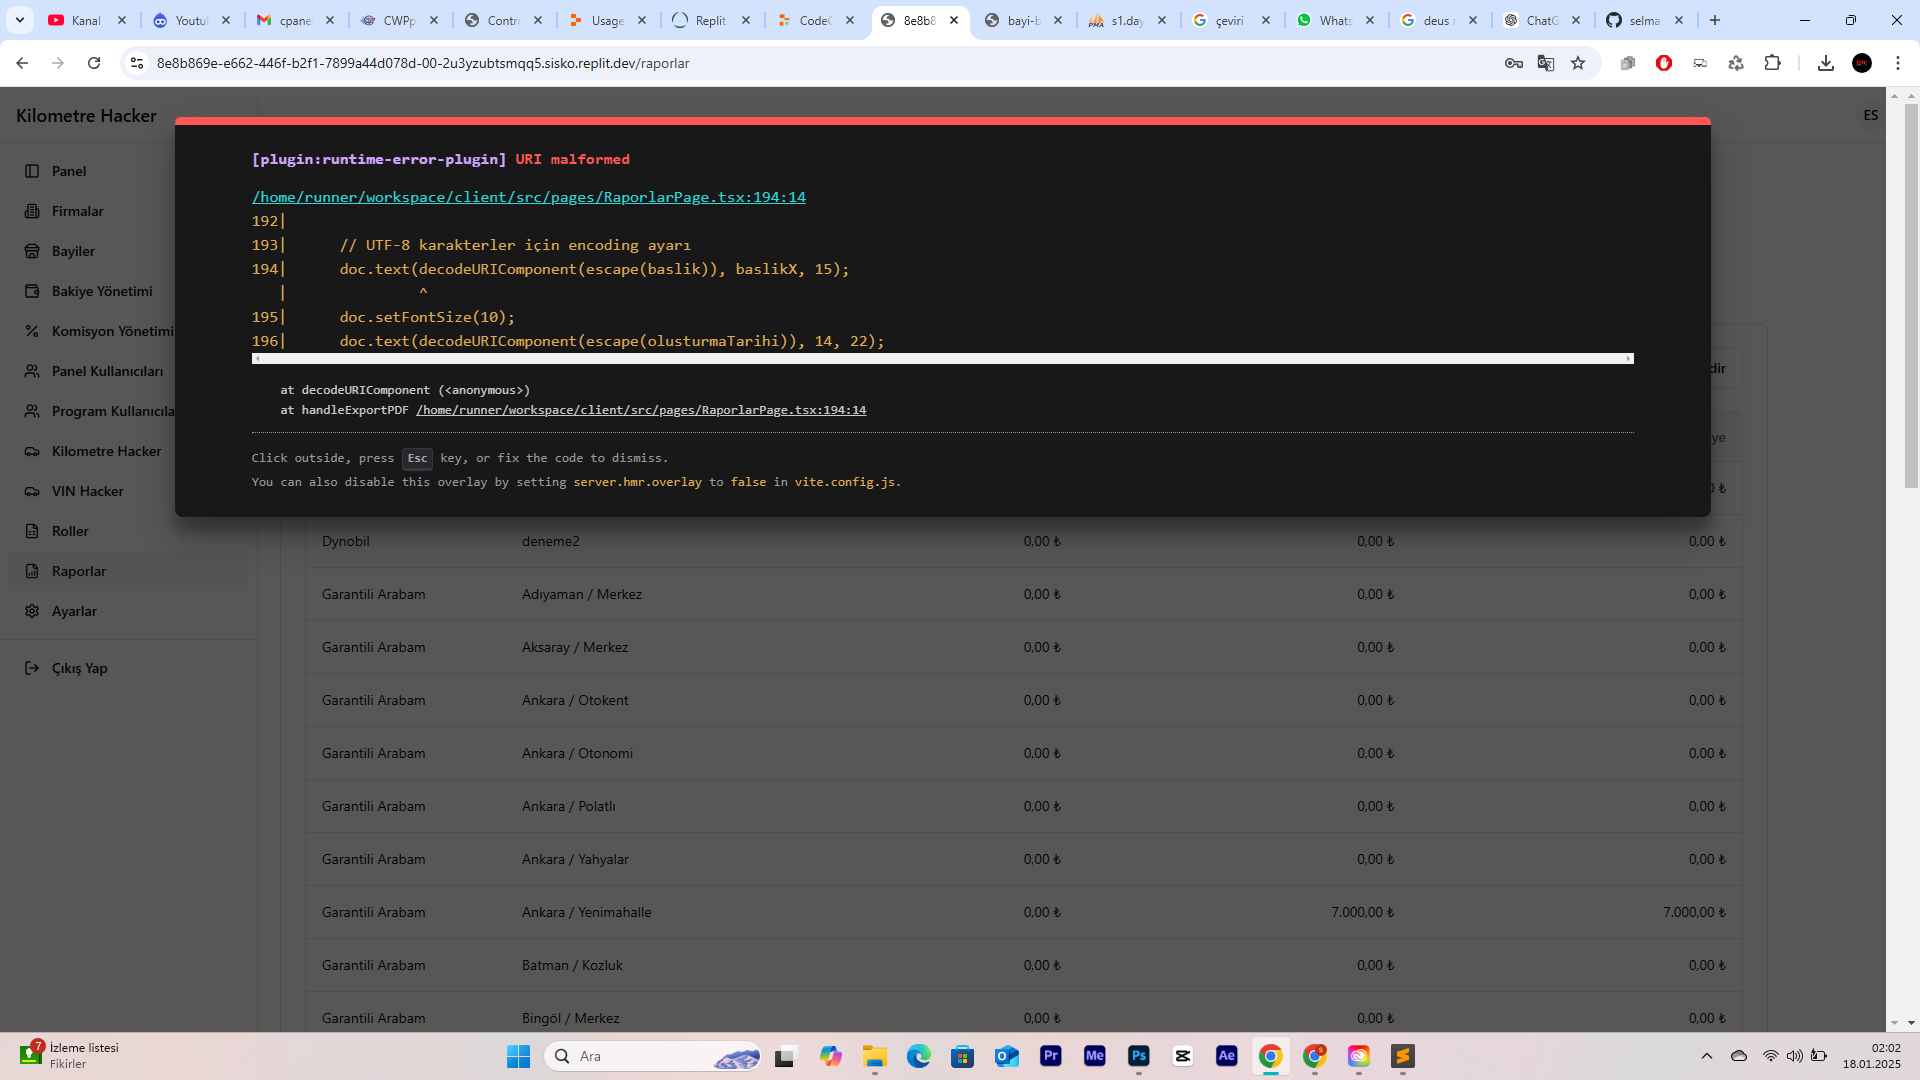 Kanal
Youtu
cpane
CWPp
Contr
Usage
Replit
CodeC
8e8b8
bayi-b
s1.day
çeviri
Whats
deus
ChatG
selma
8e8b869e-e662-446f-b2f1-7899a44d078d-00-2u3yzubtsmqq5.sisko.replit.dev/raporlar
Kilometre Hacker
ES
Panel
Firmalar
Bayiler
Bakiye Yönetimi
Komisyon Yönetimi
Panel Kullanıcıları
Program Kullanıcıla
Kilometre Hacker
VIN Hacker
Roller
Raporlar
Ayarlar
Çıkış Yap
[plugin:runtime-error-plugin] URI malformed
/home/runner/workspace/client/src/pages/RaporlarPage.tsx:194:14
192|
193|      // UTF-8 karakterler için encoding ayarı
194|      doc.text(decodeURIComponent(escape(baslik)), baslikX, 15);
|               ^
195|      doc.setFontSize(10);
196|      doc.text(decodeURIComponent(escape(olusturmaTarihi)), 14, 22);
at decodeURIComponent (<anonymous>)
at handleExportPDF /home/runner/workspace/client/src/pages/RaporlarPage.tsx:194:14
Click outside, press Esc key, or fix the code to dismiss.
You can also disable this overlay by setting server.hmr.overlay to false in vite.config.js.
dir
ye
0 ₺
Dynobil deneme2 0,00 ₺ 0,00 ₺ 0,00 ₺
Garantili Arabam Adıyaman / Merkez 0,00 ₺ 0,00 ₺ 0,00 ₺
Garantili Arabam Aksaray / Merkez 0,00 ₺ 0,00 ₺ 0,00 ₺
Garantili Arabam Ankara / Otokent 0,00 ₺ 0,00 ₺ 0,00 ₺
Garantili Arabam Ankara / Otonomi 0,00 ₺ 0,00 ₺ 0,00 ₺
Garantili Arabam Ankara / Polatlı 0,00 ₺ 0,00 ₺ 0,00 ₺
Garantili Arabam Ankara / Yahyalar 0,00 ₺ 0,00 ₺ 0,00 ₺
Garantili Arabam Ankara / Yenimahalle 0,00 ₺ 7.000,00 ₺ 7.000,00 ₺
Garantili Arabam Batman / Kozluk 0,00 ₺ 0,00 ₺ 0,00 ₺
Garantili Arabam Bingöl / Merkez 0,00 ₺ 0,00 ₺ 0,00 ₺
7
İzleme listesi
Fikirler
Ara
Pr
Me
Ps
Ae
02:02
18.01.2025